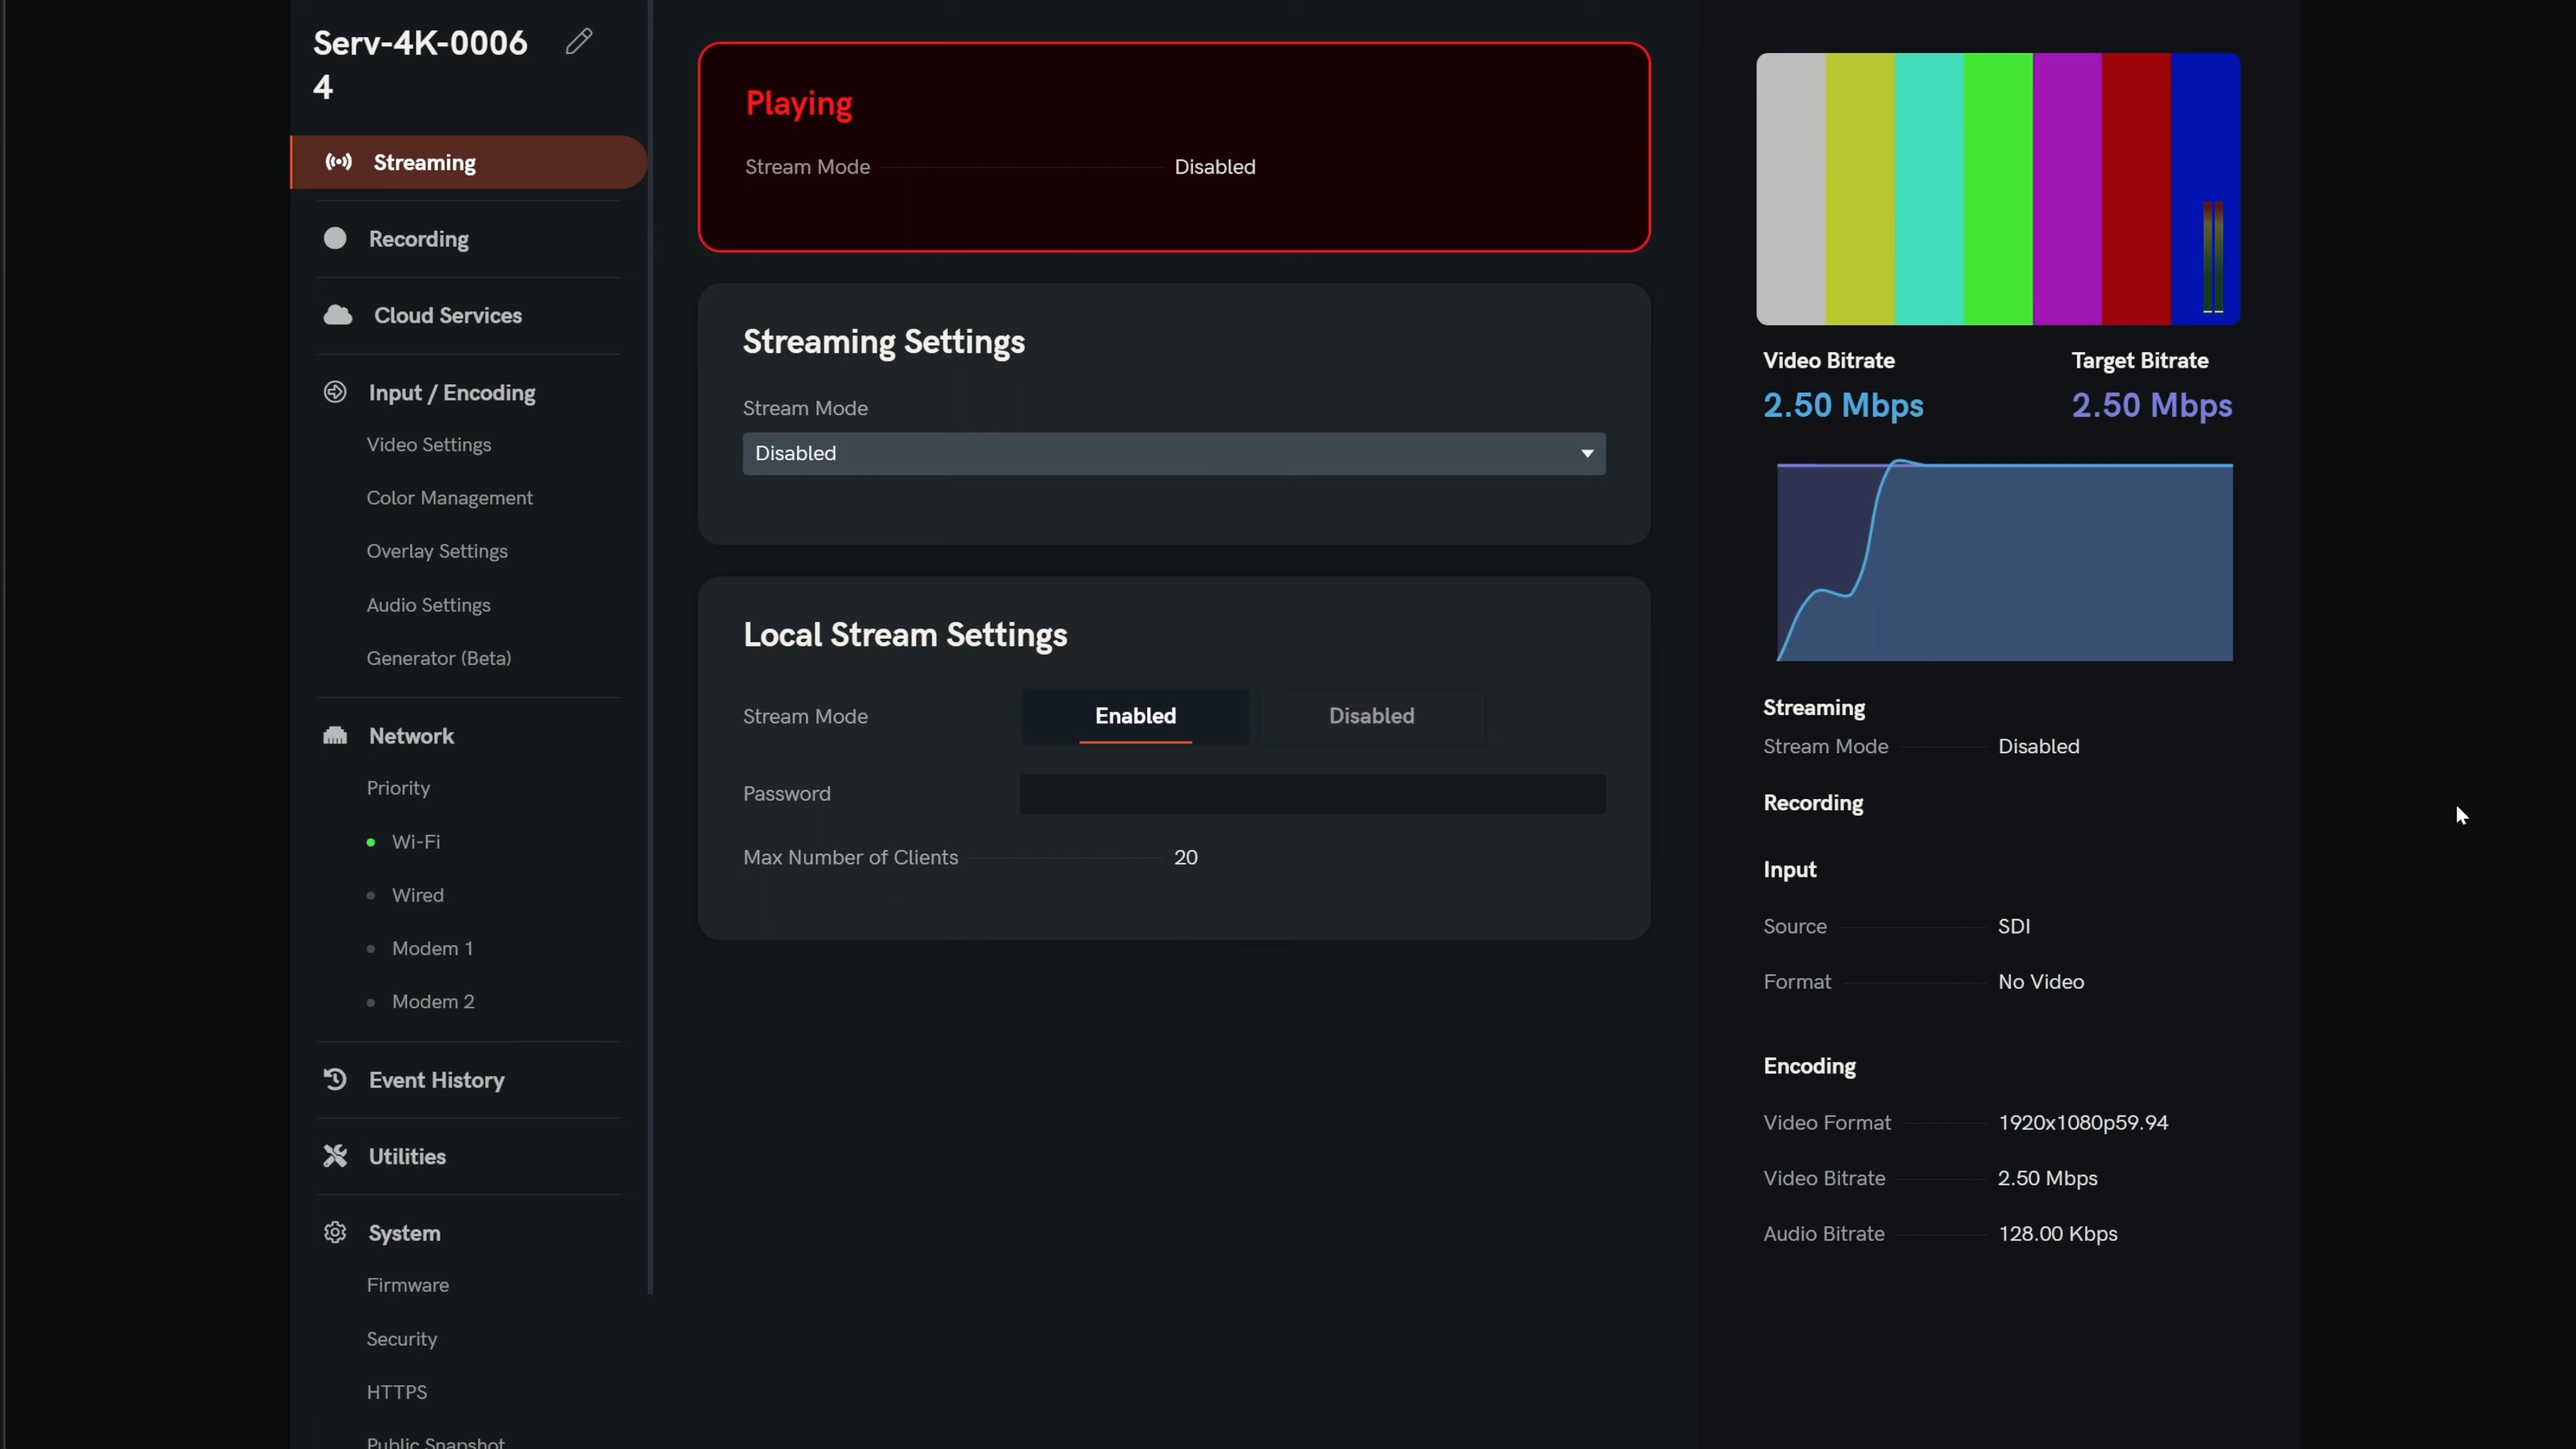 Serv-4K-0006
4
Streaming
Recording
Cloud Services
Input / Encoding
Video Settings
Color Management
Overlay Settings
Audio Settings
Generator (Beta)
Network
Priority
Wi-Fi
Wired
Modem 1
Modem 2
Event History
Utilities
System
Firmware
Security
HTTPS
Public Snapshot
Playing
Stream Mode Disabled
Streaming Settings
Stream Mode
Disabled
Local Stream Settings
Stream Mode Enabled Disabled
Password
Max Number of Clients 20
Video Bitrate Target Bitrate
2.50 Mbps 2.50 Mbps
Streaming
Stream Mode Disabled
Recording
Input
Source SDI
Format No Video
Encoding
Video Format 1920x1080p59.94
Video Bitrate 2.50 Mbps
Audio Bitrate 128.00 Kbps